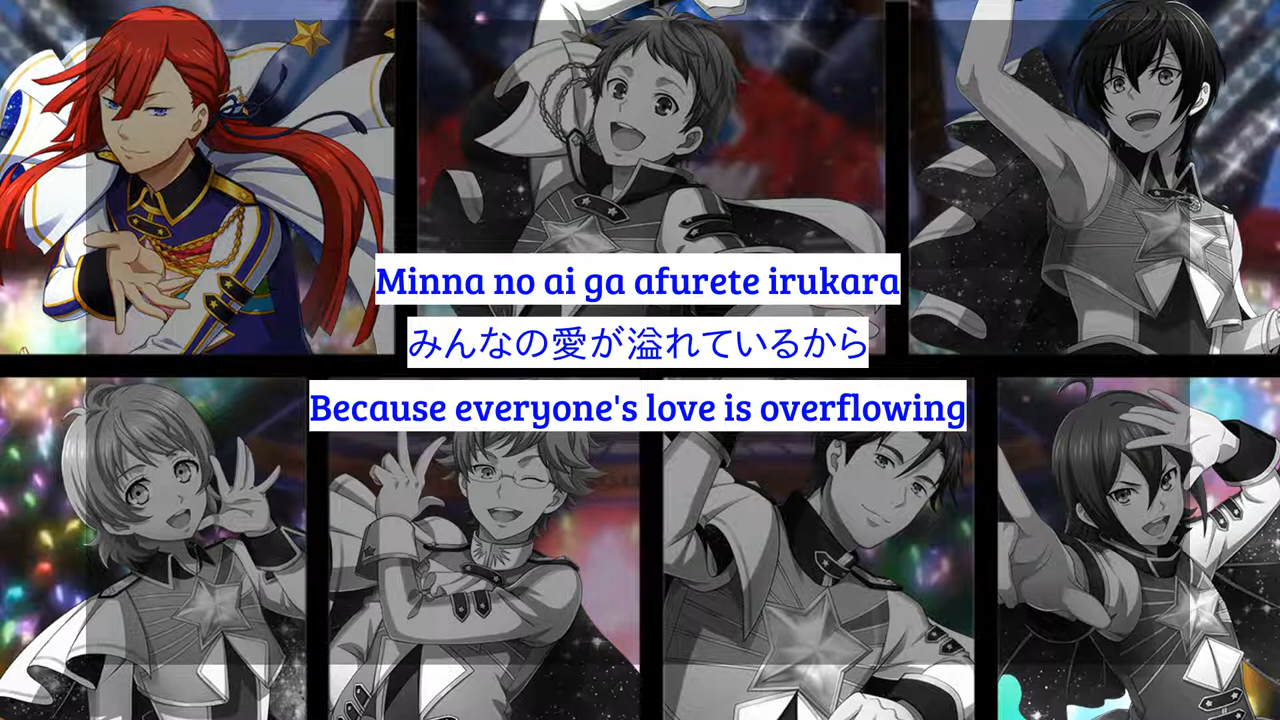 Minna no ai ga afurete irukara
みんなの愛が溢れているから
Because everyone's love is overflowing